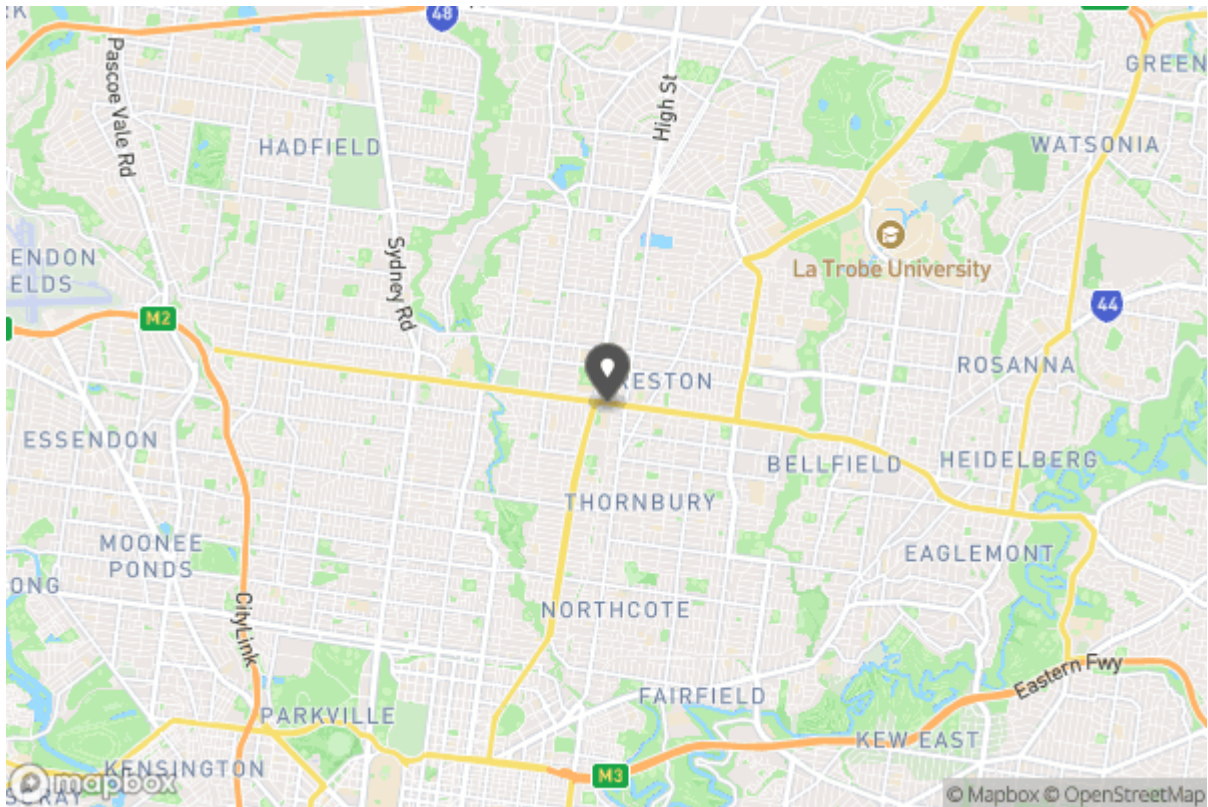 48
GREEN
Pascoe Vale Rd
High St
HADFIELD
WATSONIA
ENDON
ELDS
Sydney Rd
La Trobe University
44
M2
ROSANNA
RESTON
ESSENDON
BELLFIELD
HEIDELBERG
THORNBURY
MOONEE
PONDS
EAGLEMONT
ONG
CityLink
NORTHCOTE
Eastern Fwy
FAIRFIELD
PARKVILLE
KEW EAST
KENSINGTON
M3
mapbox
© Mapbox © OpenStreetMap